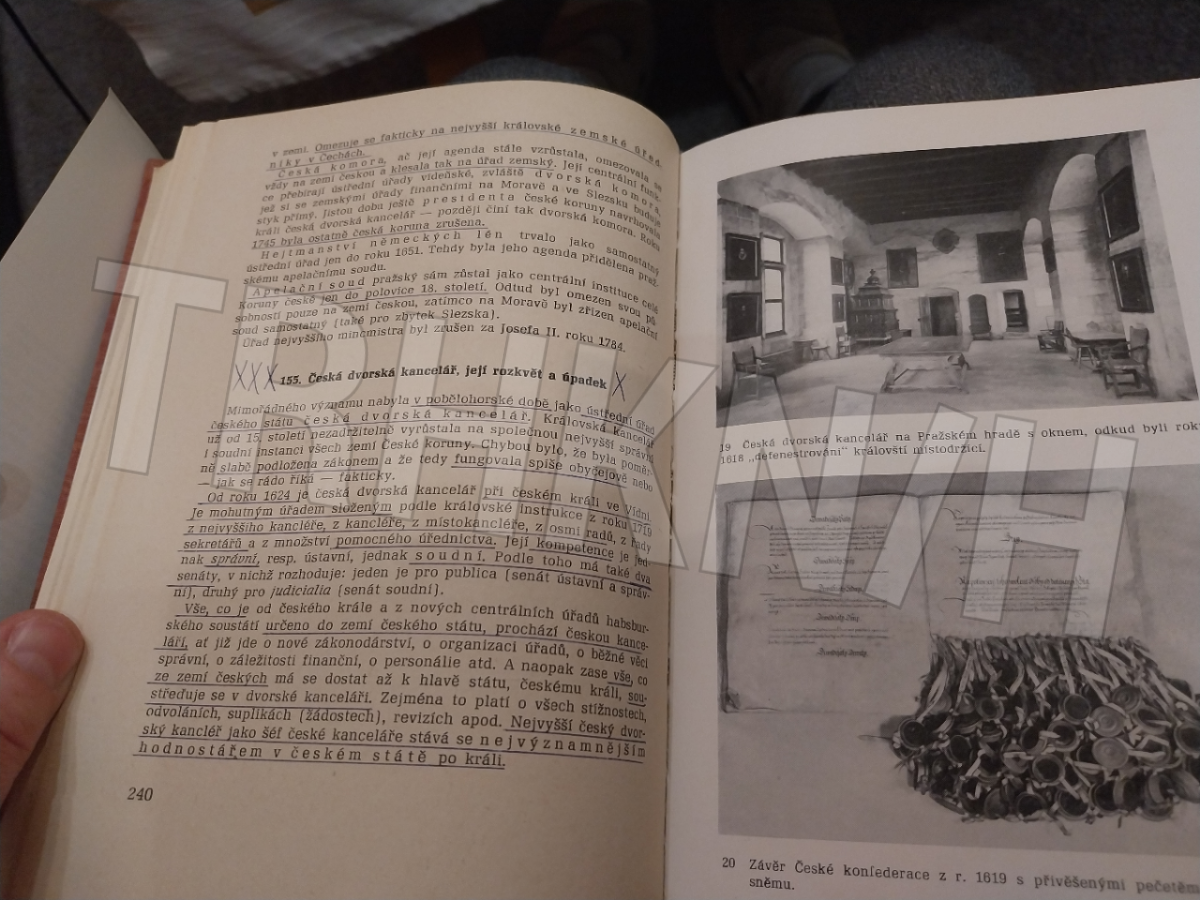 v zemi. Omezuje se fakticky na nejvyšší královské zemské úřed-
níky v Čechách.
Česká komora, ač její agenda stále vzrůstala, omezovala se
vždy na zemi českou a klesala tak na úřad zemský. Její centrální funk-
ce přebírají ústřední úřady vídeňské, zvláště dvorská komora,
jež si se zemskými úřady finančními na Moravě a ve Slezsku buduje
styk přímý. Jistou dobu ještě presidenta české koruny navrhovala
králi česká dvorská kancelář — později činí tak dvorská komora. Roku
1745 byla ostatně česká koruna zrušena.
Hejtmanství německých lén trvalo jako samostatný
ústřední úřad jen do roku 1651. Tehdy byla jeho agenda přidělena praž-
skému apelačnímu soudu.
Apelační soud pražský sám zůstal jako centrální instituce celé
Koruny české jen do polovice 18. století. Odtud byl omezen svou pů-
sobností pouze na zemi českou, zatímco na Moravě byl zřízen apelační
soud samostatný (také pro zbytek Slezska).
Úřad nejvyššího mincmistra byl zrušen za Josefa II. roku 1784.
XXX 155. Česká dvorská kancelář, její rozkvět a úpadek X
Mimořádného významu nabyla v pobělohorské době jako ústřední úřad
českého státu česká dvorská kancelář. Královská kancelář
už od 15. století nezadržitelně vyrůstala na společnou nejvyšší správní
i soudní instanci všech zemí České koruny. Chybou bylo, že byla poměr-
ně slabě podložena zákonem a že tedy fungovala spíše obyčejově nebo
— jak se rádo říká — fakticky.
Od roku 1624 je česká dvorská kancelář při českém králi ve Vídni.
Je mohutným úřadem složeným podle královské instrukce z roku 1719
z nejvyššího kancléře, z kancléře, z místokancléře, z osmi radů, z řady
sekretářů a z množství pomocného úřednictva. Její kompetence je jed-
nak správní, resp. ústavní, jednak soudní. Podle toho má také dva
senáty, v nichž rozhoduje: jeden je pro publica (senát ústavní a správ-
ní), druhý pro judicialia (senát soudní).
Vše, co je od českého krále a z nových centrálních úřadů habsbur-
ského soustátí určeno do zemí českého státu, prochází českou kance-
láří, ať již jde o nové zákonodárství, o organizaci úřadů, o běžné věci
správní, o záležitosti finanční, o personálie atd. A naopak zase vše, co
ze zemí českých má se dostat až k hlavě státu, českému králi, sou-
střeďuje se v dvorské kanceláři. Zejména to platí o všech stížnostech,
odvoláních, suplikách (žádostech), revizích apod. Nejvyšší český dvor-
ský kancléř jako šéf české kanceláře stává se nejvýznamnějším
hodnostářem v českém státě po králi.
240
19 Česká dvorská kancelář na Pražském hradě s oknem, odkud byli rok
1618 „defenestrováni“ královští místodržící.
20 Závěr České konfederace z r. 1619 s přivěšenými pečetěm
sněmu.
TRHKNIH